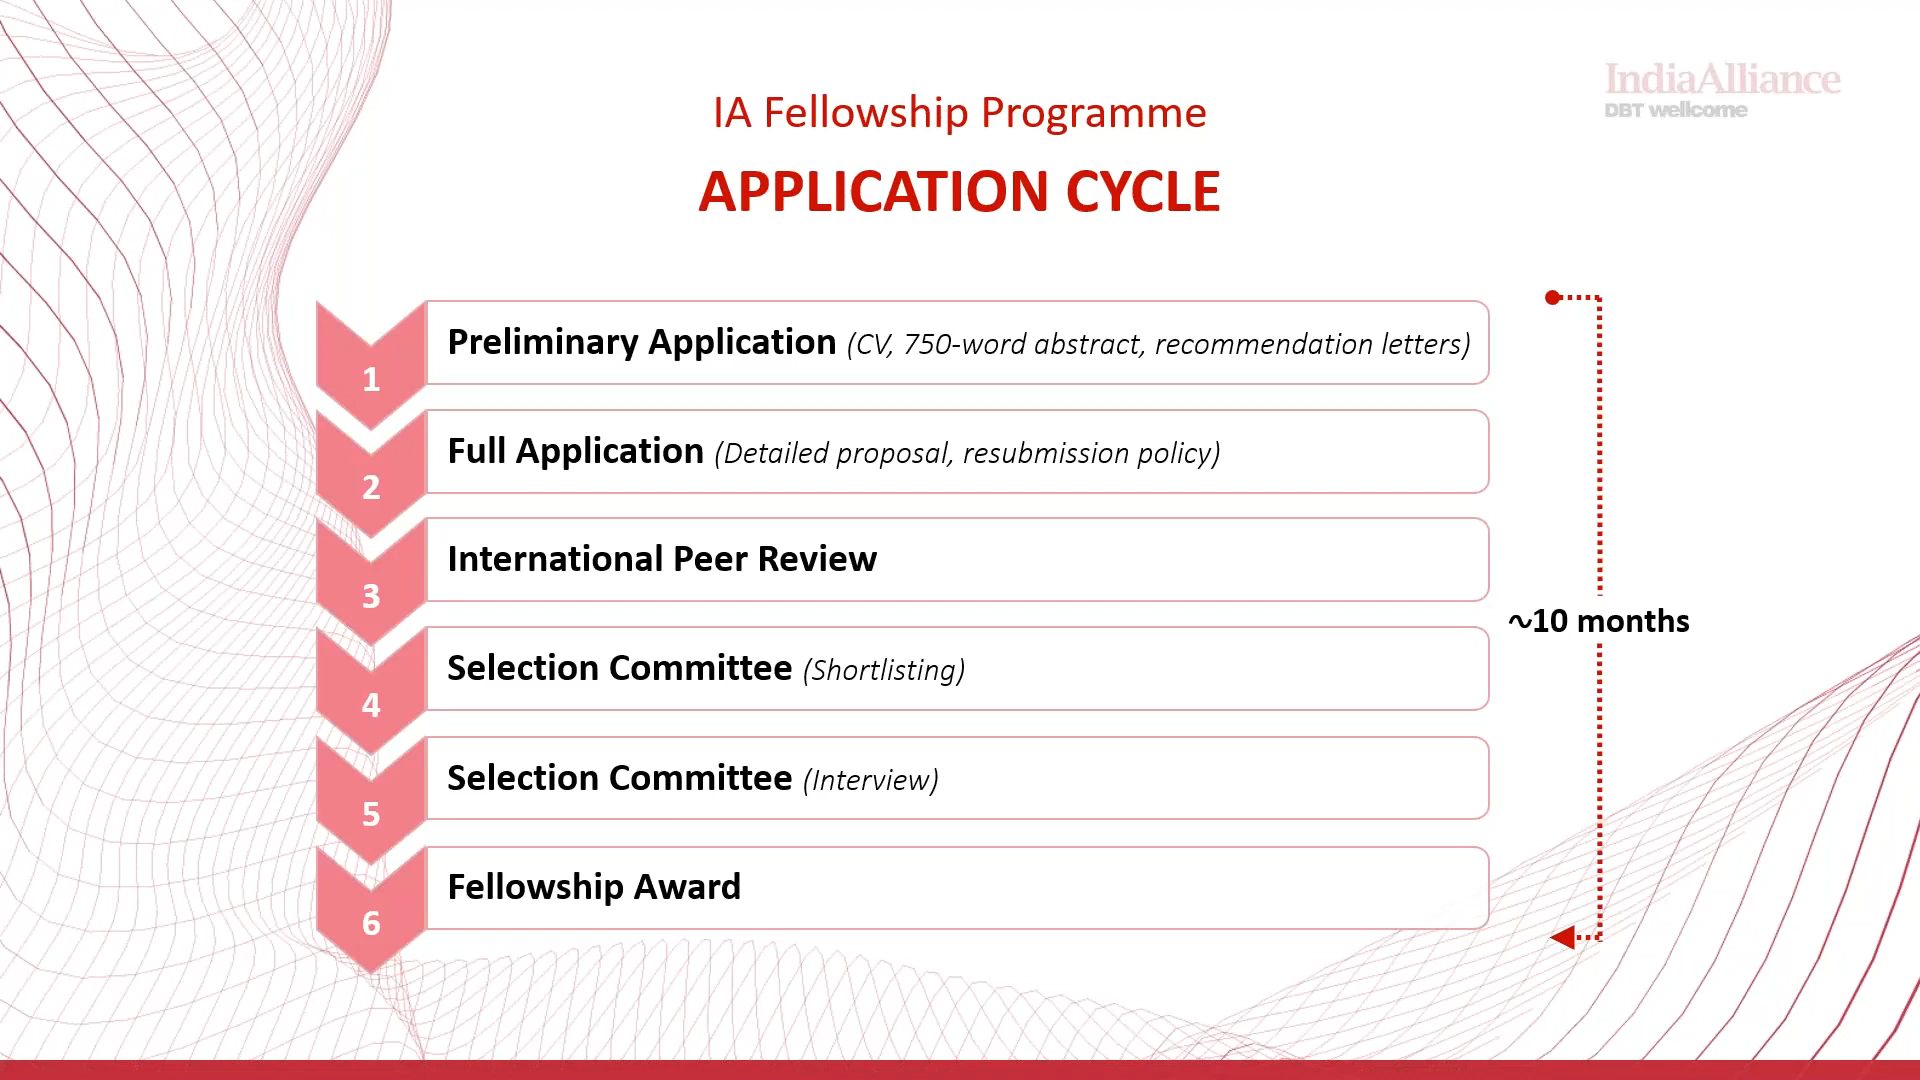 IndiaAlliance
DBT wellcome
IA Fellowship Programme
APPLICATION CYCLE
1 Preliminary Application (CV, 750-word abstract, recommendation letters)
2 Full Application (Detailed proposal, resubmission policy)
3 International Peer Review
4 Selection Committee (Shortlisting)
5 Selection Committee (Interview)
6 Fellowship Award
~10 months